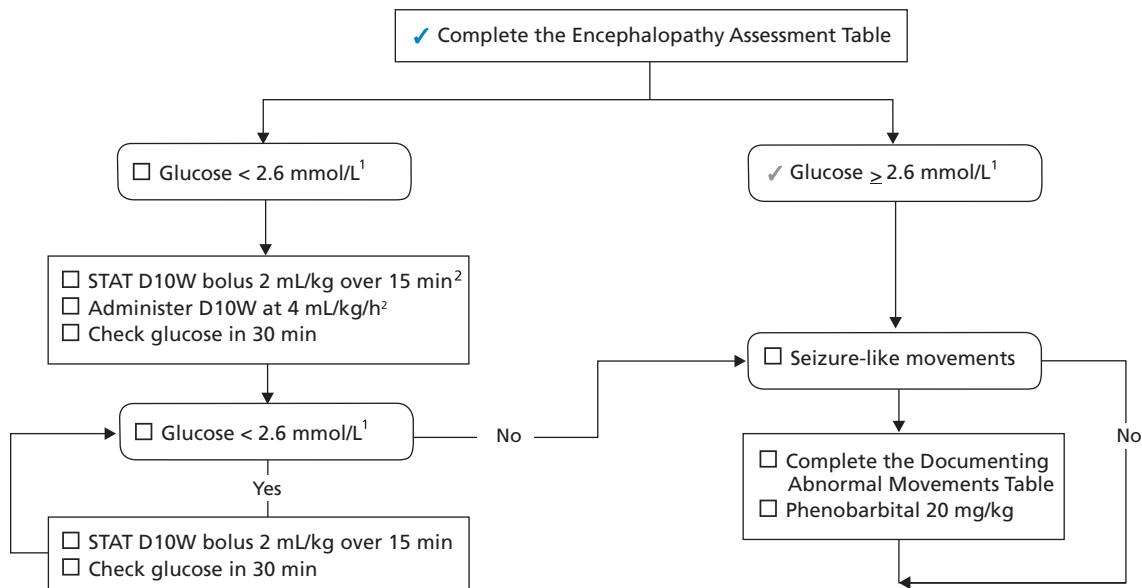 ✓ Complete the Encephalopathy Assessment Table
☐ Glucose < 2.6 mmol/L¹
✓ Glucose ≥ 2.6 mmol/L¹
☐ STAT D10W bolus 2 mL/kg over 15 min²
☐ Administer D10W at 4 mL/kg/h²
☐ Check glucose in 30 min
☐ Seizure-like movements
☐ Glucose < 2.6 mmol/L¹
No
No
☐ Complete the Documenting
Abnormal Movements Table
☐ Phenobarbital 20 mg/kg
Yes
☐ STAT D10W bolus 2 mL/kg over 15 min
☐ Check glucose in 30 min